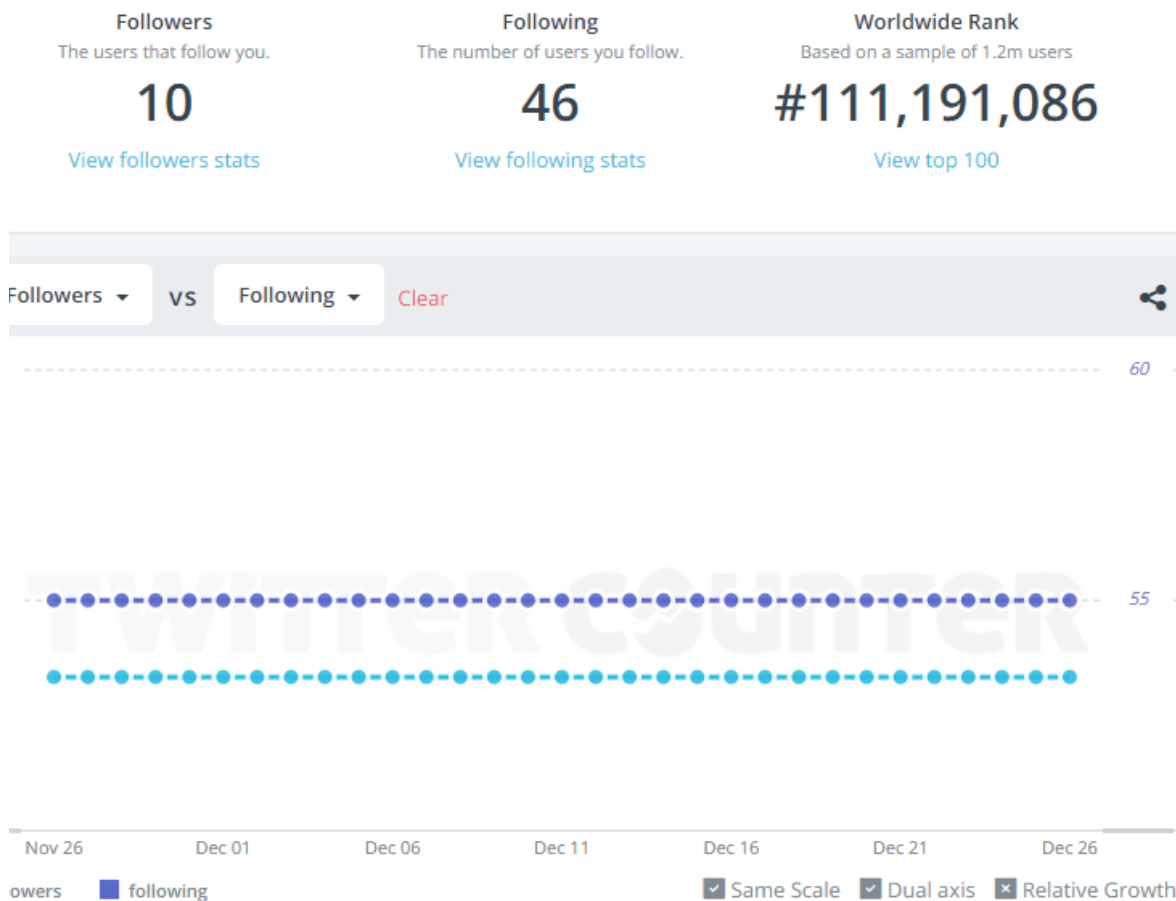 Followers Following Worldwide Rank
The users that follow you. The number of users you follow. Based on a sample of 1.2m users
10 46 #111,191,086
View followers stats View following stats View top 100
Followers vs Following Clear
60
TWITTER COUNTER
55
Nov 26 Dec 01 Dec 06 Dec 11 Dec 16 Dec 21 Dec 26
owers following Same Scale Dual axis Relative Growth